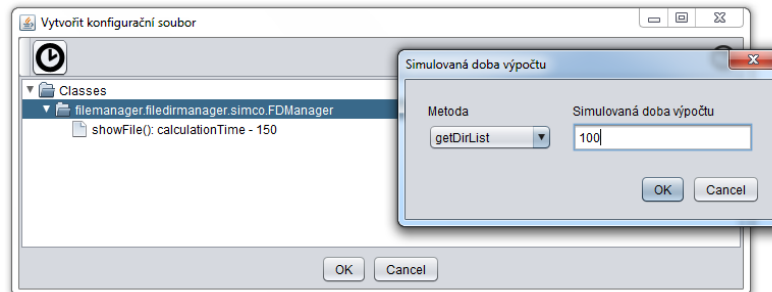 Vytvořit konfigurační soubor
Classes
filemanager.filedirmanager.simco.FDManager
showFile(): calculationTime - 150
OK Cancel
Simulovaná doba výpočtu
Metoda Simulovaná doba výpočtu
getDirList 100
OK Cancel